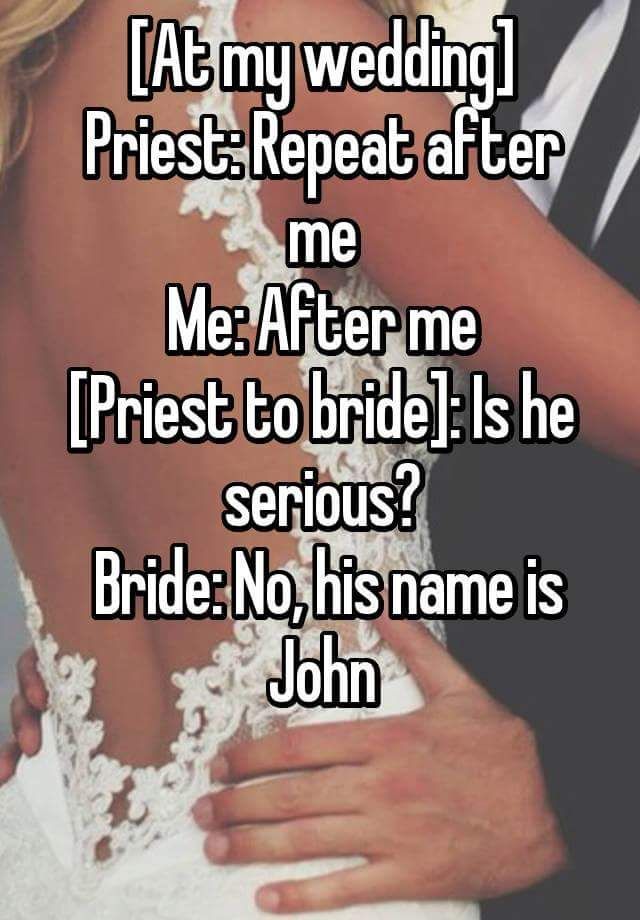 [At my wedding]
Priest: Repeat after
me
Me: After me
[Priest to bride]: Is he
serious?
Bride: No, his name is
John